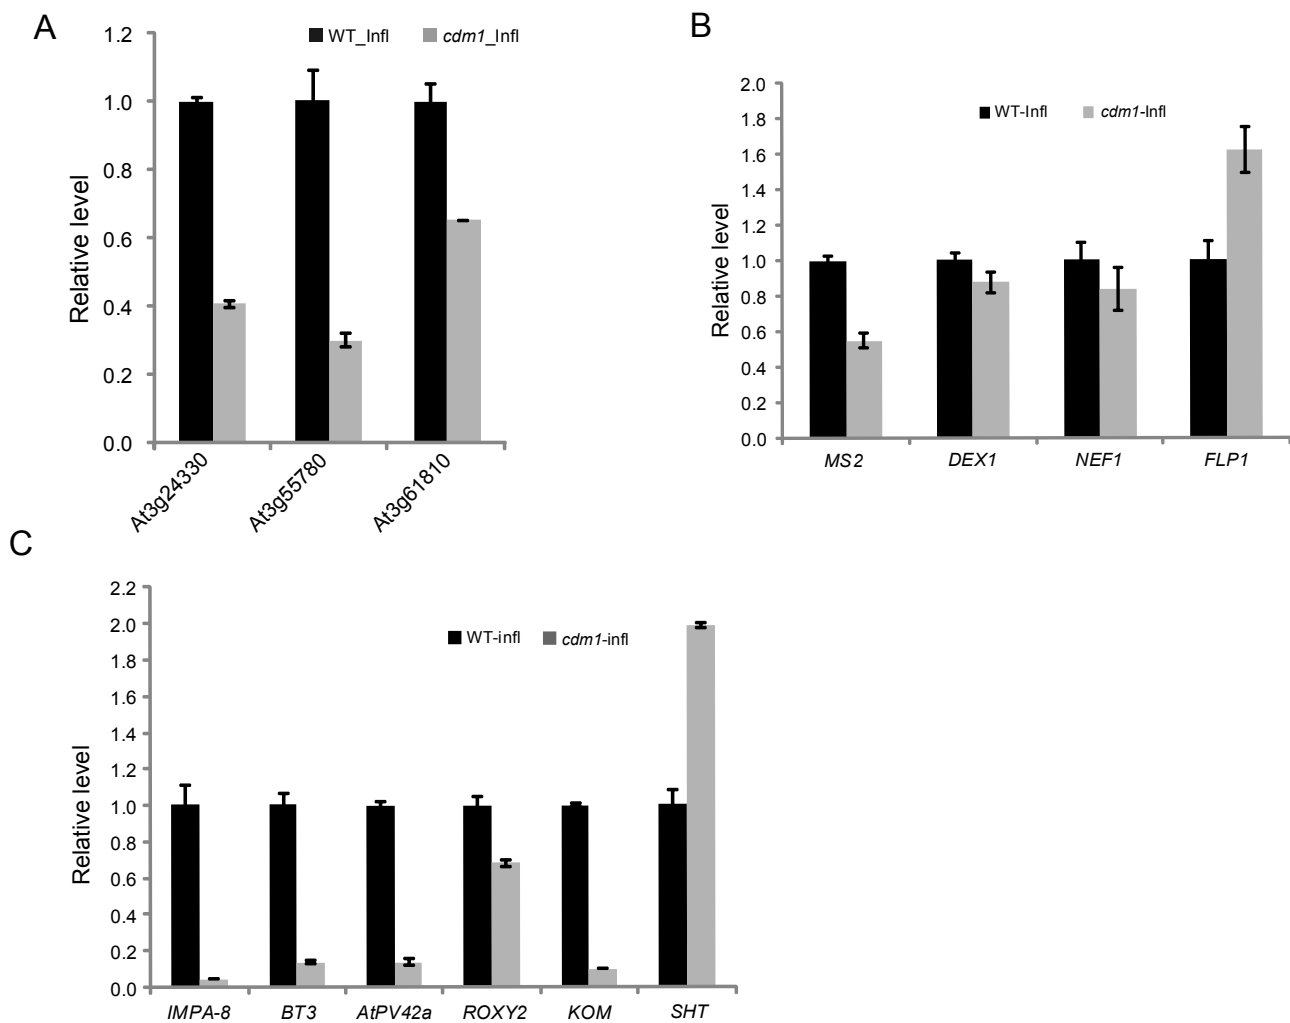 A
WT_Infl cdm1_Infl
Relative level
1.2
1.0
0.8
0.6
0.4
0.2
0.0
At3g24330 At3g55780 At3g61810
B
WT-Infl cdm1-Infl
Relative level
2.0
1.8
1.6
1.4
1.2
1.0
0.8
0.6
0.4
0.2
0.0
MS2 DEX1 NEF1 FLP1
C
WT-infl cdm1-infl
Relative level
2.2
2.0
1.8
1.6
1.4
1.2
1.0
0.8
0.6
0.4
0.2
0.0
IMPA-8 BT3 AtPV42a ROXY2 KOM SHT